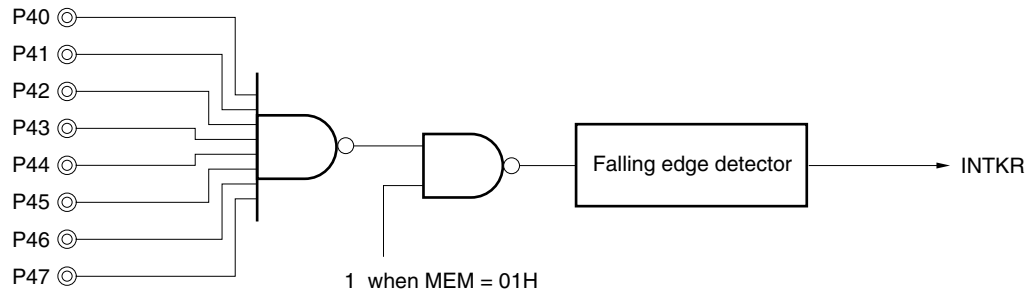 P40
P41
P42
P43
P44
P45
P46
P47
Falling edge detector
INTKR
1 when MEM = 01H